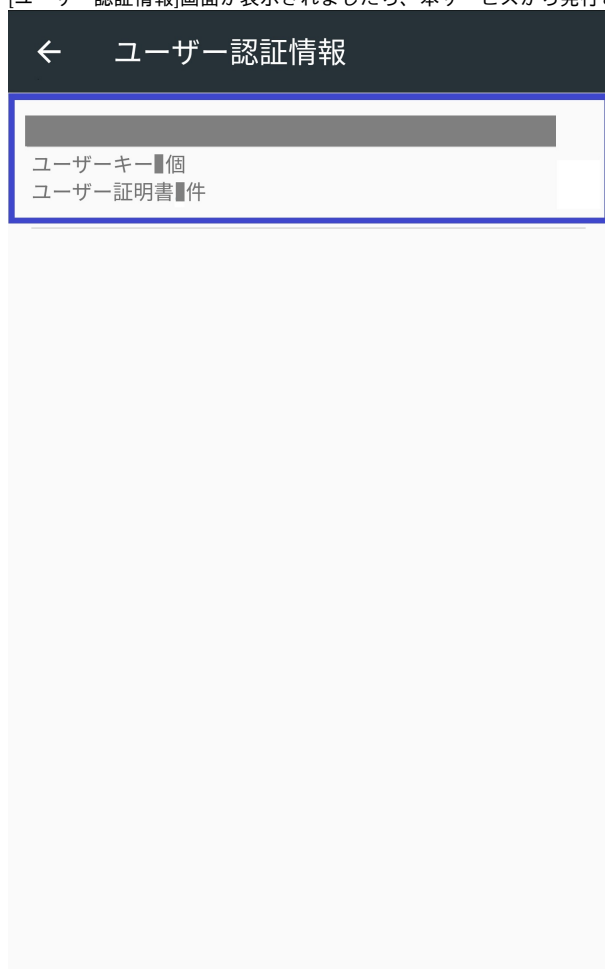 [ユーザー認証情報]画面が表示されましたら、本サービスから発行
ユーザー認証情報
ユーザーキー 個
ユーザー証明書 件